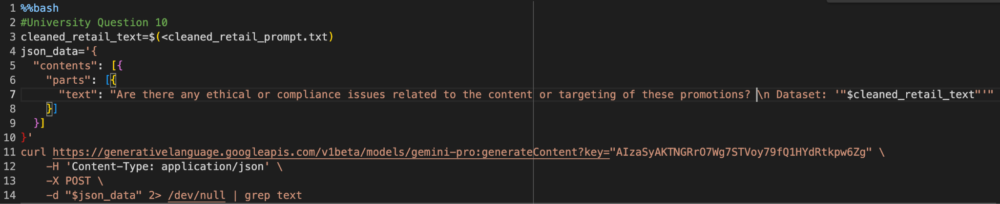 1 %%bash
2 #University Question 10
3 cleaned_retail_text=$(<cleaned_retail_prompt.txt)
4 json_data='{
5   "contents": [{
6     "parts": [{
7       "text": "Are there any ethical or compliance issues related to the content or targeting of these promotions? \n Dataset: '"$cleaned_retail_text"'"
8     }]
9   }]
10 }'
11 curl https://generativelanguage.googleapis.com/v1beta/models/gemini-pro:generateContent?key="AIzaSyAKTNGRrO7Wg7STVoy79fQ1HYdRtkpw6Zg" \
12     -H 'Content-Type: application/json' \
13     -X POST \
14     -d "$json_data" 2> /dev/null | grep text